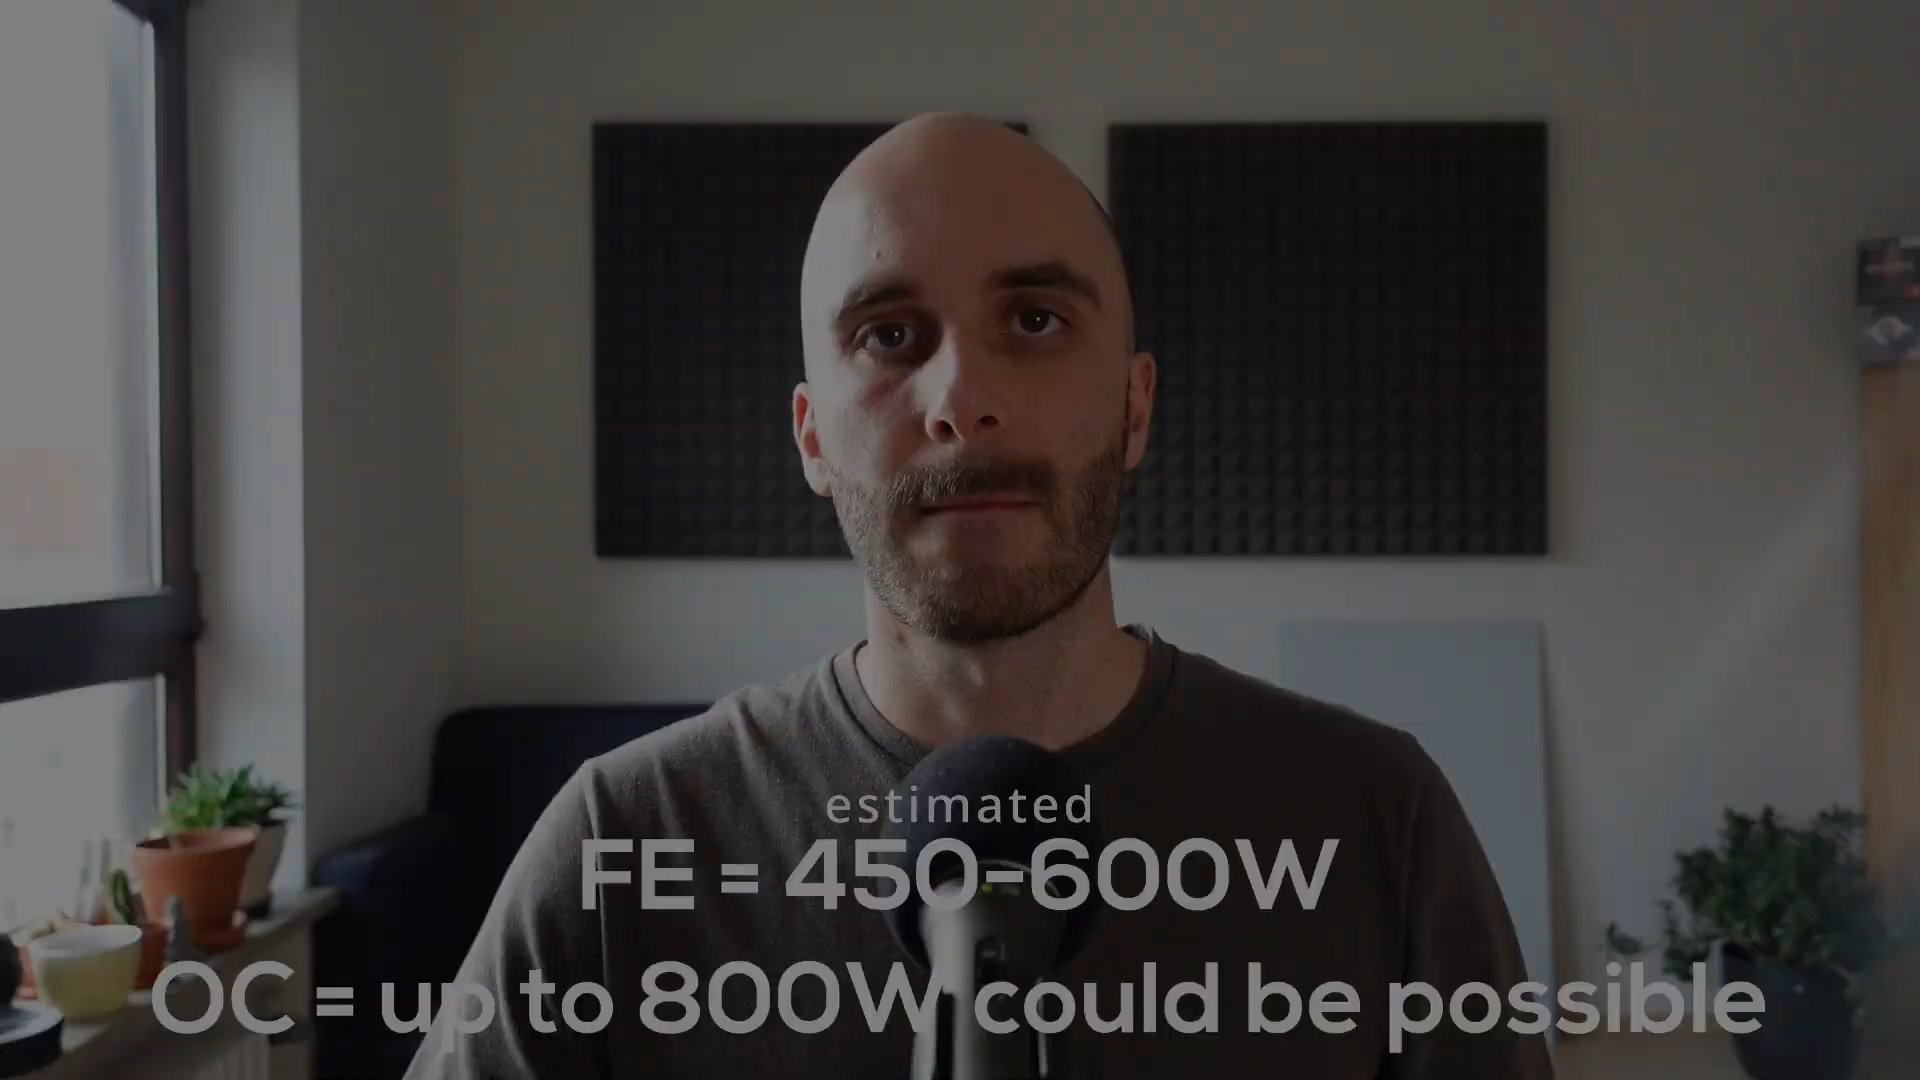 estimated
FE = 450-600W
OC = up to 800W could be possible